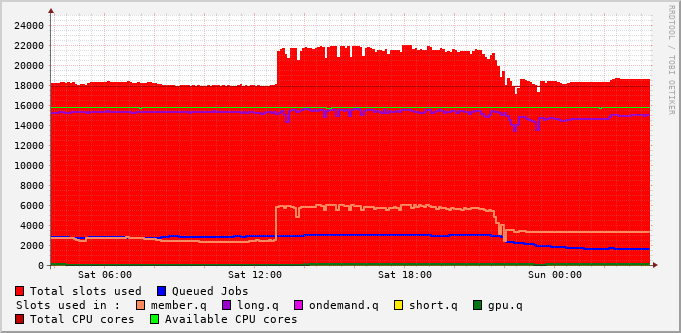 RRDTOOL / TOBI OETIKER
24000
22000
20000
18000
16000
14000
12000
10000
8000
6000
4000
2000
0
Sat 06:00 Sat 12:00 Sat 18:00 Sun 00:00
Total slots used Queued Jobs
Slots used in : member.q long.q ondemand.q short.q gpu.q
Total CPU cores Available CPU cores